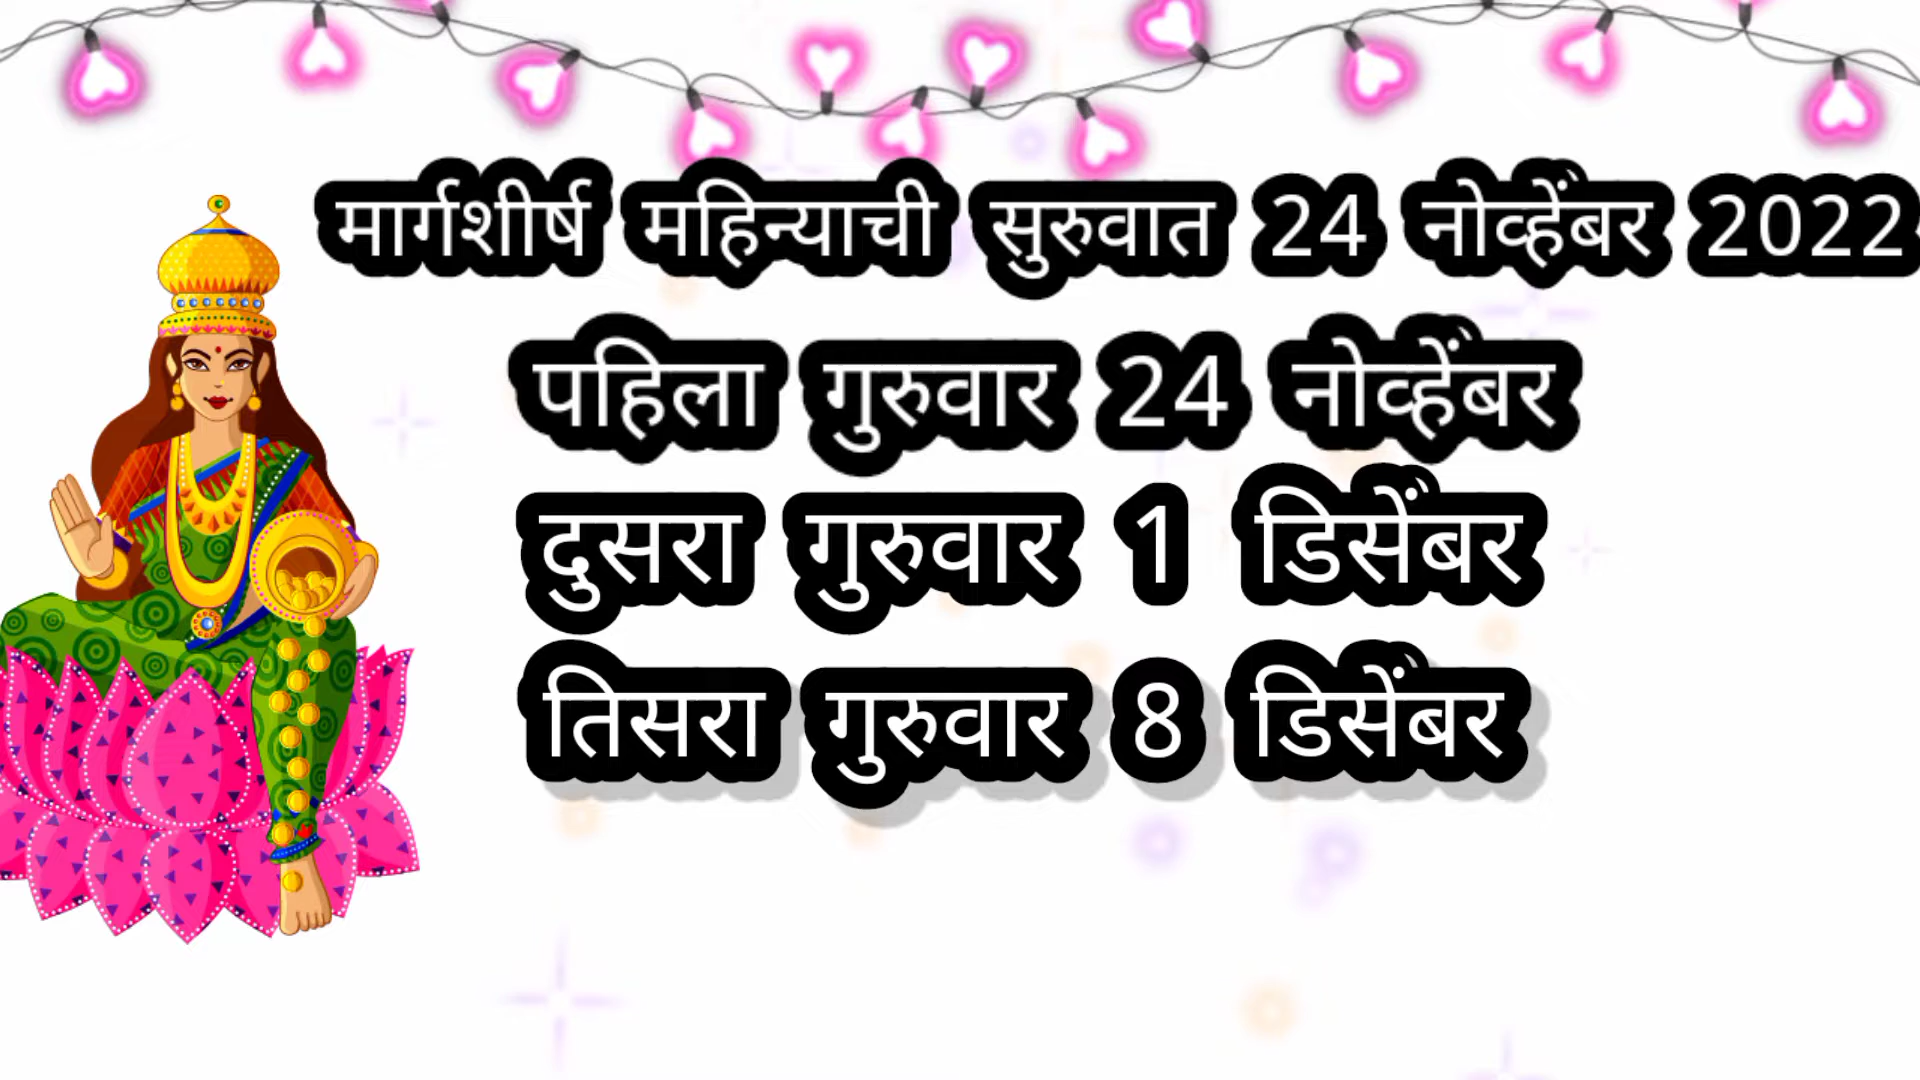 मार्गशीर्ष महिन्याची सुरुवात 24 नोव्हेंबर 2022
पहिला गुरुवार 24 नोव्हेंबर
दुसरा गुरुवार 1 डिसेंबर
तिसरा गुरुवार 8 डिसेंबर